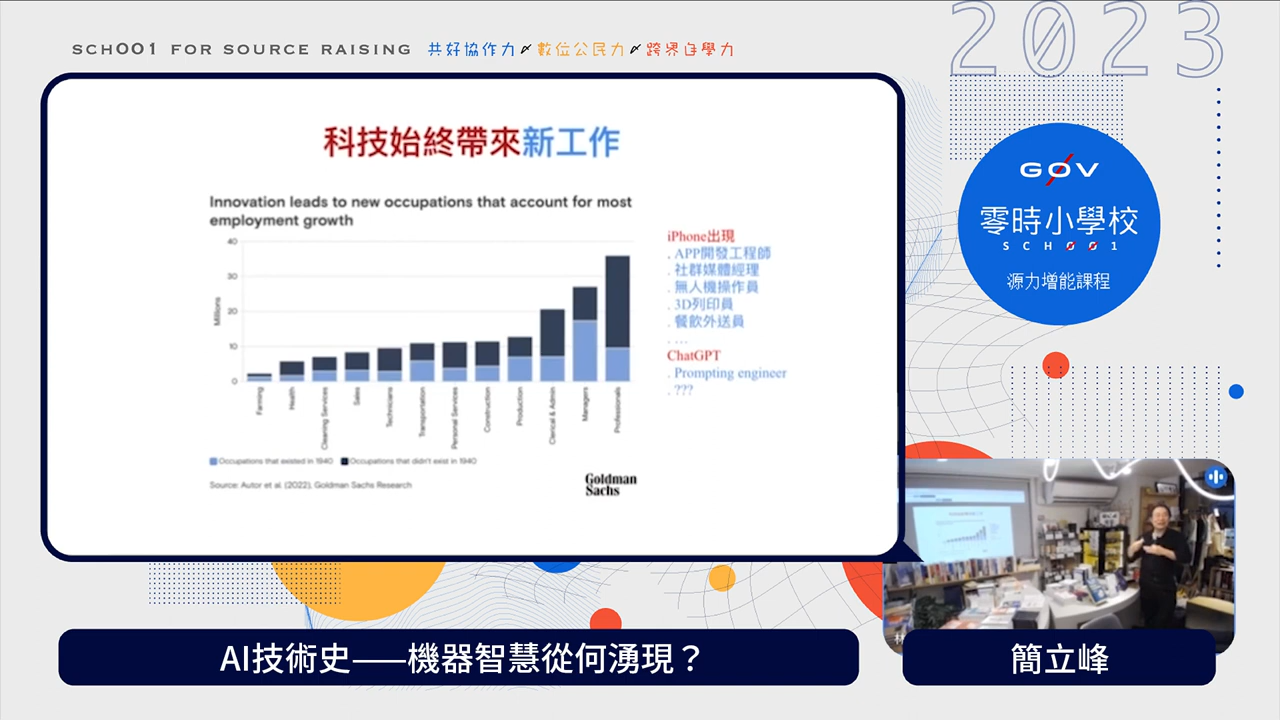 SCH001 FOR SOURCE RAISING 共好協作力 數位公民力 跨界自學力
2023
科技始終帶來新工作
Innovation leads to new occupations that account for most
employment growth
40
30
20
10
0
Millions
Farming
Health
Cleaning Services
Sales
Technicians
Transportation
Personal Services
Construction
Production
Clerical & Admin
Managers
Professionals
Occupations that existed in 1940
Occupations that didn't exist in 1940
Source: Autor et al. (2022), Goldman Sachs Research
Goldman
Sachs
iPhone出現
. APP開發工程師
. 社群媒體經理
. 無人機操作員
. 3D列印員
. 餐飲外送員
. ...
ChatGPT
. Prompting engineer
. ???
G0V
零時小學校
SCH001
源力增能課程
AI技術史——機器智慧從何湧現？
簡立峰